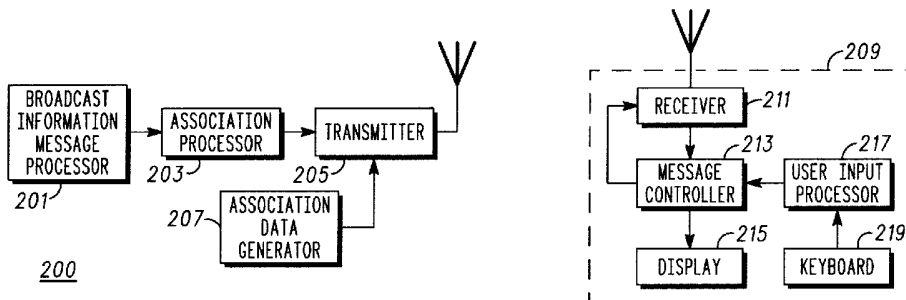 BROADCAST
INFORMATION
MESSAGE
PROCESSOR
201
ASSOCIATION
PROCESSOR
203
TRANSMITTER
205
ASSOCIATION
DATA
GENERATOR
207
200
209
RECEIVER
211
MESSAGE
CONTROLLER
213
USER INPUT
PROCESSOR
217
DISPLAY
215
KEYBOARD
219